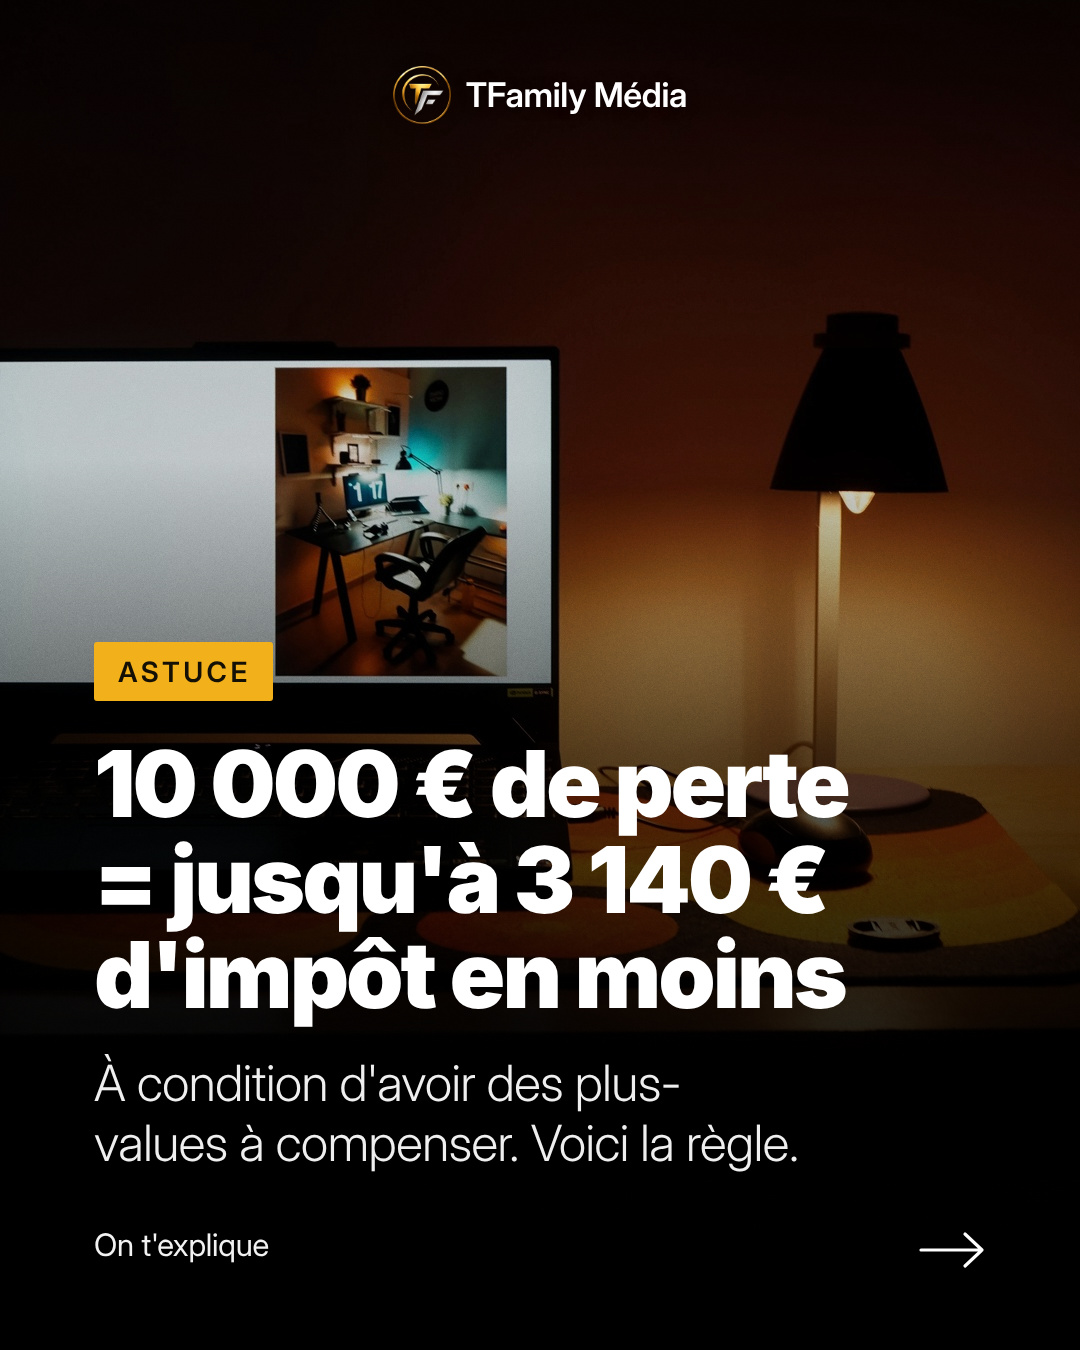 TFamily Média
ASTUCE
10 000 € de perte
= jusqu'à 3 140 €
d'impôt en moins
À condition d'avoir des plus-
values à compenser. Voici la règle.
On t'explique